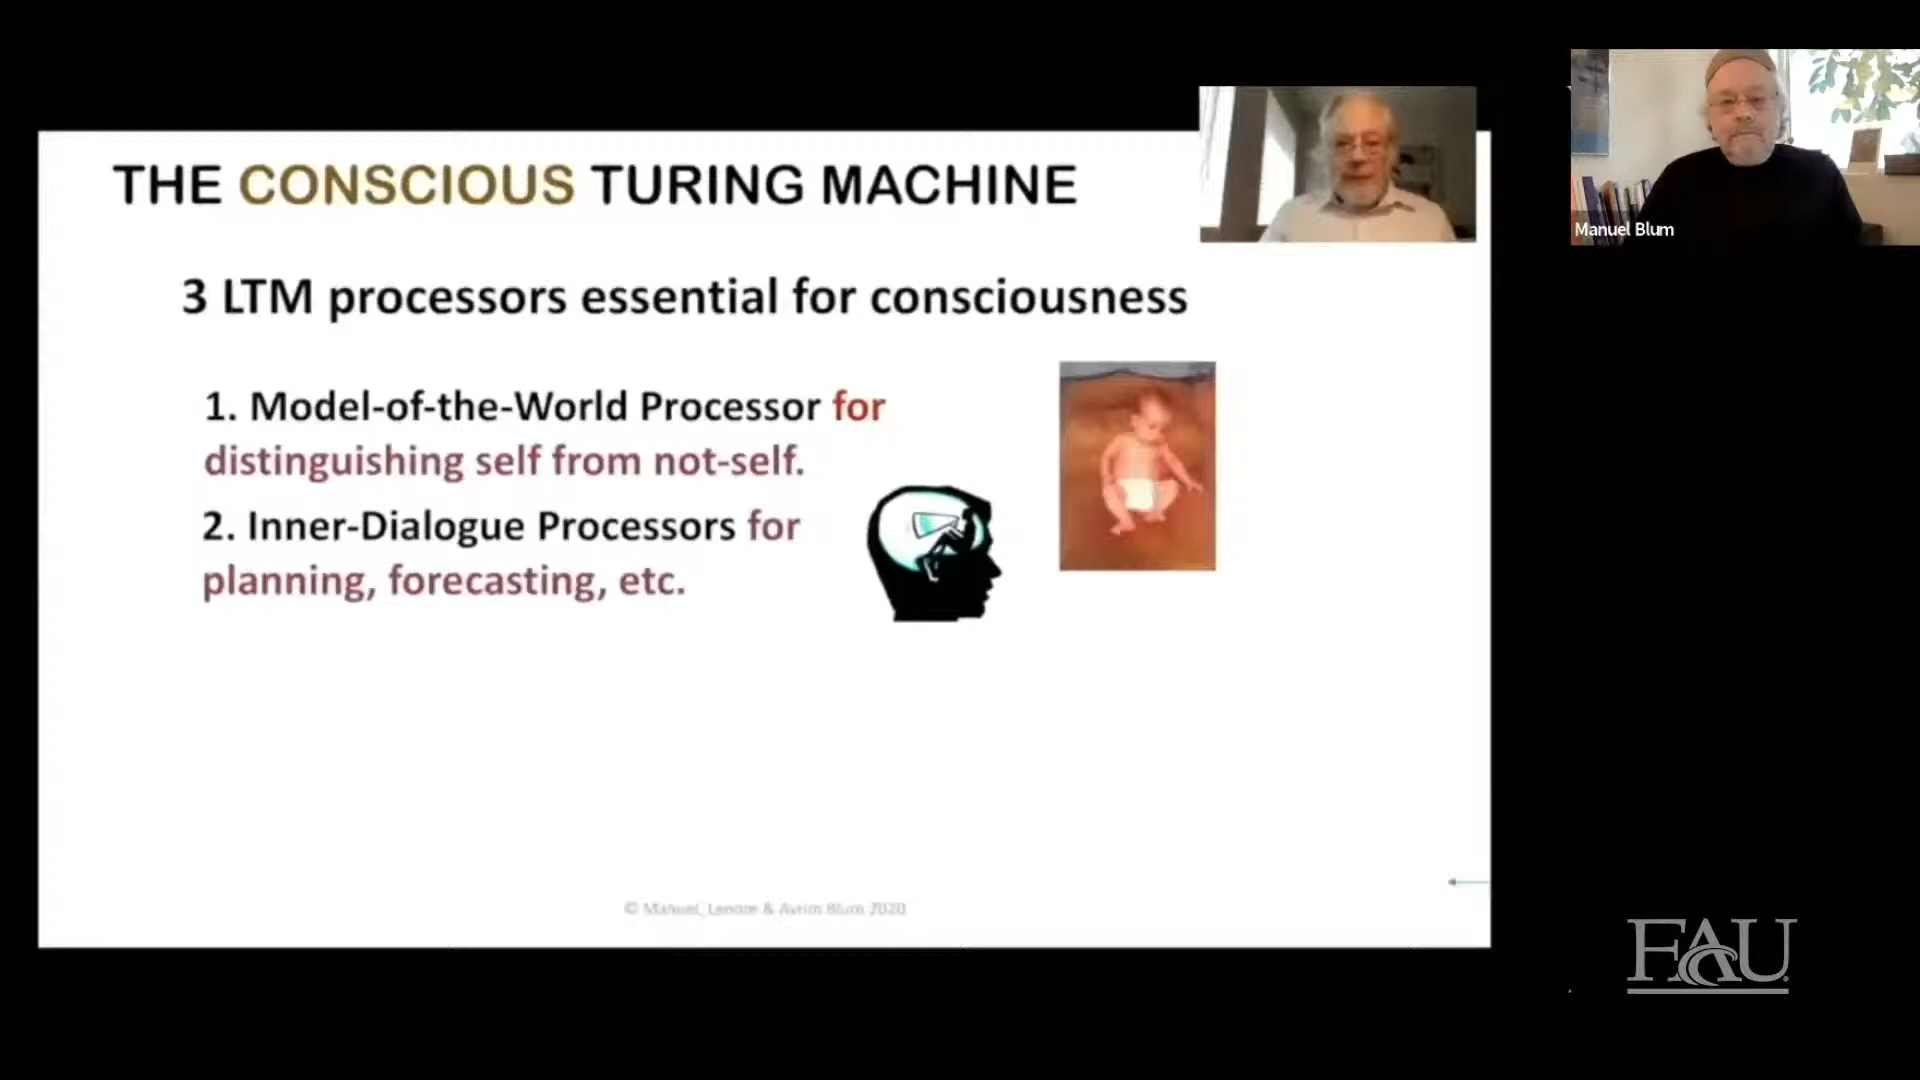 THE CONSCIOUS TURING MACHINE
3 LTM processors essential for consciousness
1. Model-of-the-World Processor for
distinguishing self from not-self.
2. Inner-Dialogue Processors for
planning, forecasting, etc.
© Manuel, Lenore & Avrim Blum 2020
Manuel Blum
FAU